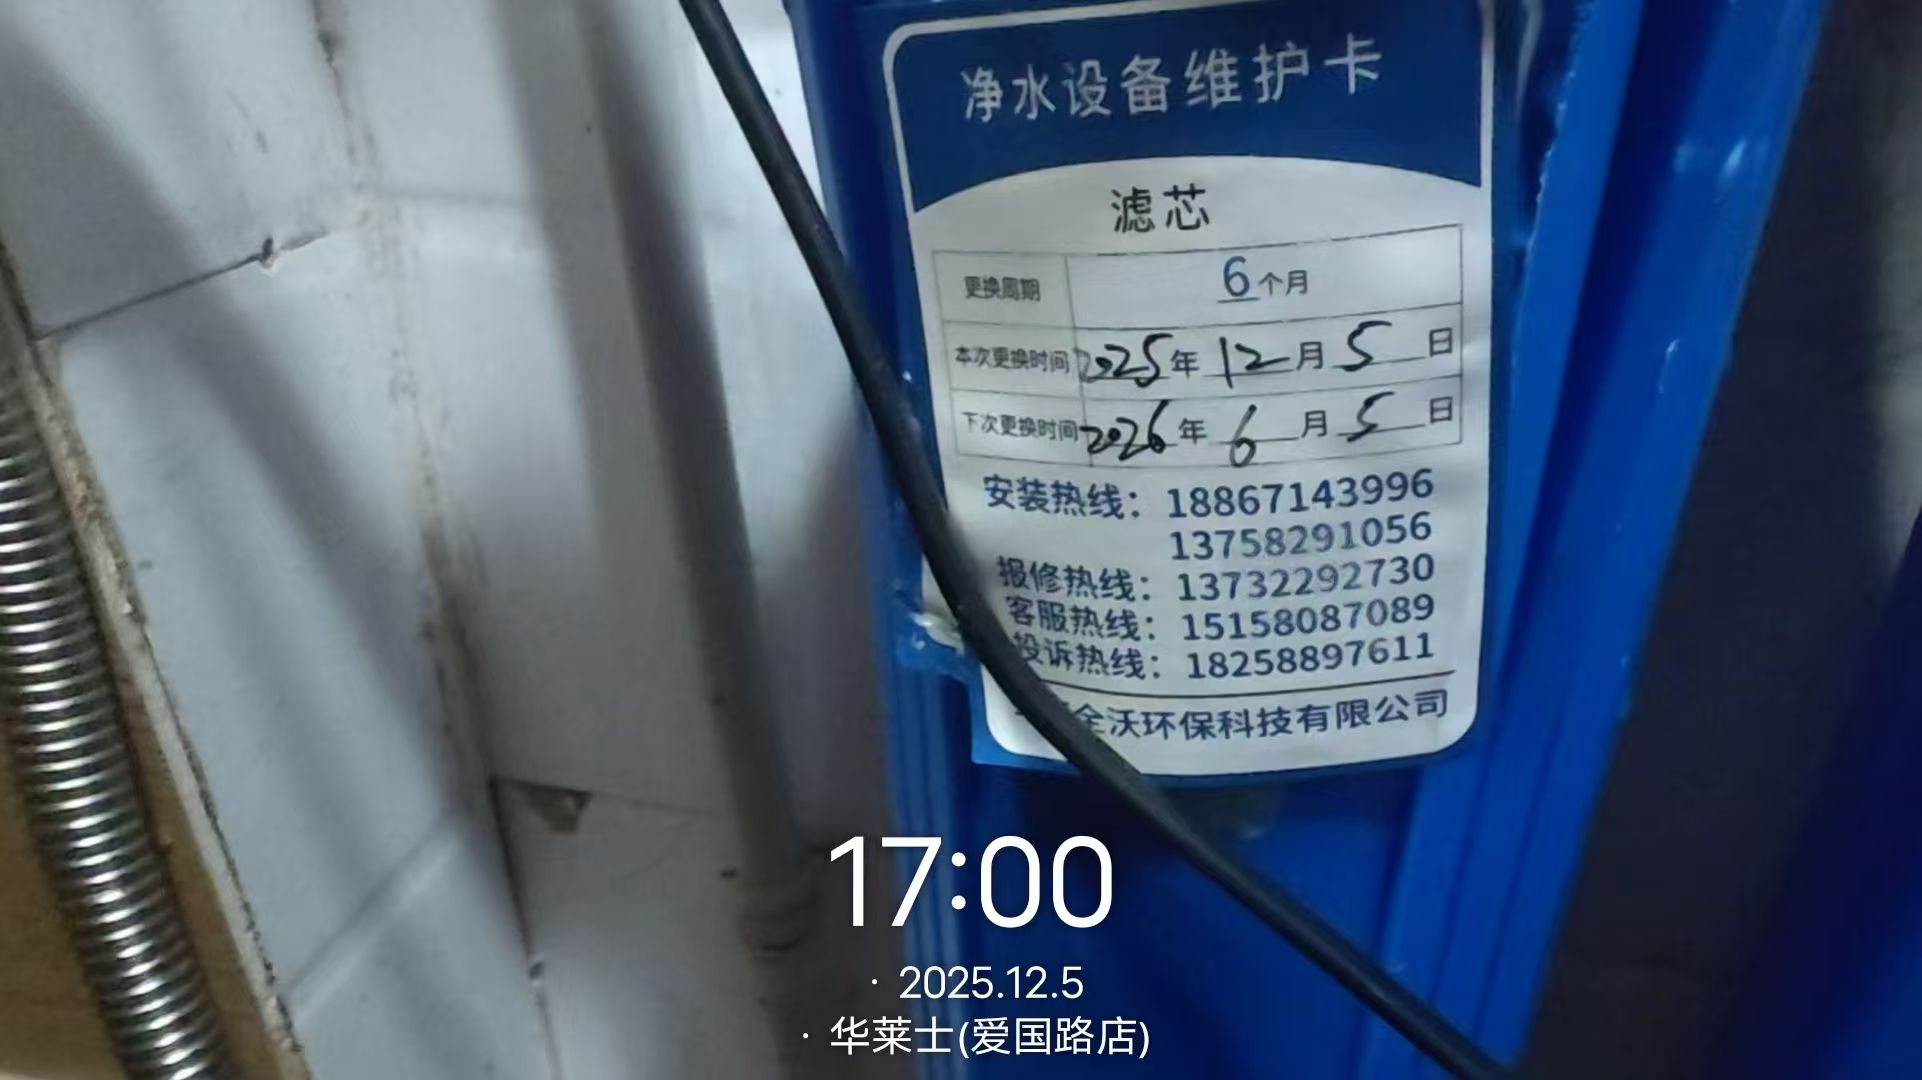 净水设备维护卡
滤芯
更换周期 6个月
本次更换时间 2025年 12月 5日
下次更换时间 2026年 6月 5日
安装热线：18867143996
13758291056
报修热线：13732292730
客服热线：15158087089
投诉热线：18258897611
全沃环保科技有限公司
17:00
· 2025.12.5
· 华莱士(爱国路店)